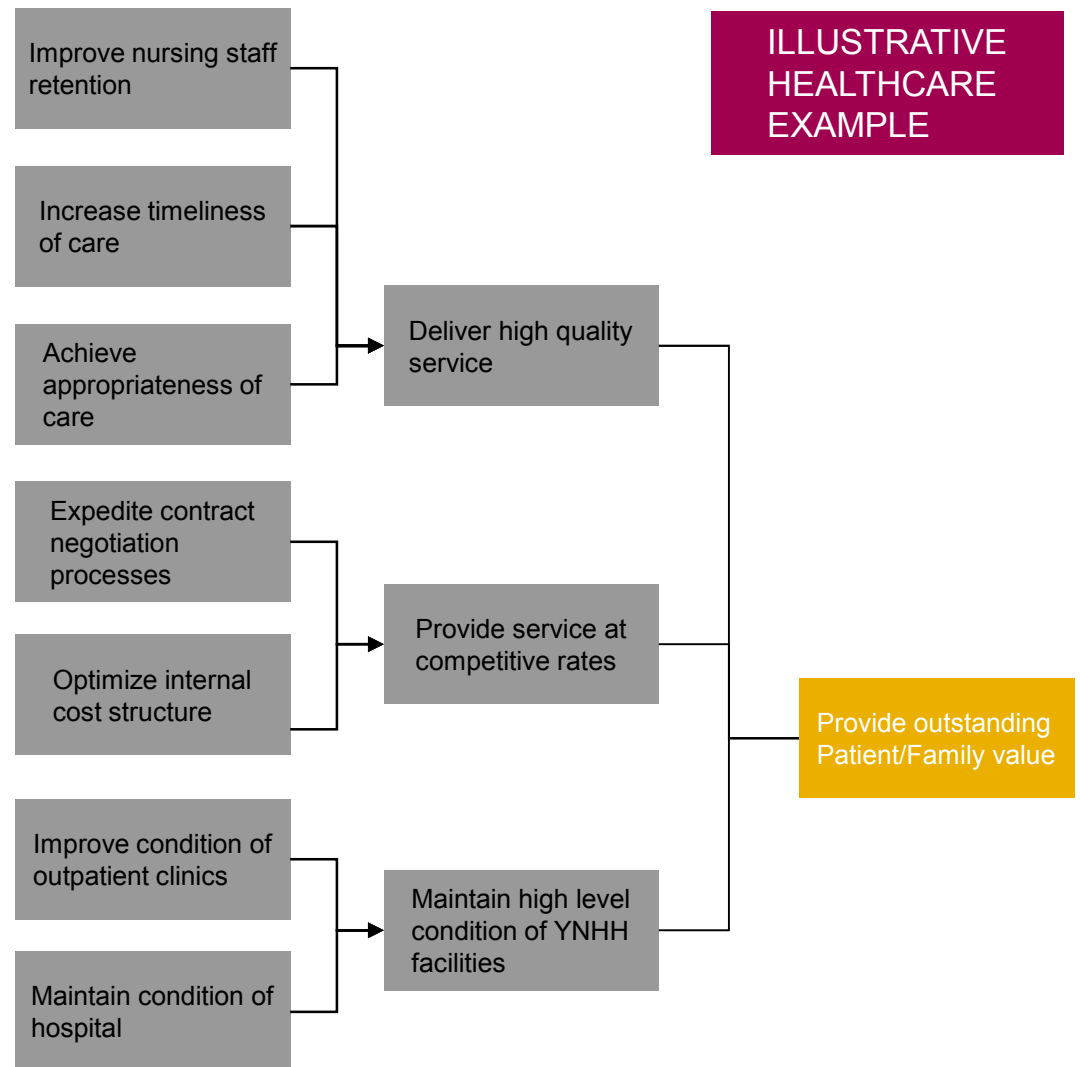 Improve nursing staff
retention
ILLUSTRATIVE
HEALTHCARE
EXAMPLE
Increase timeliness
of care
Achieve
appropriateness of
care
Deliver high quality
service
Expedite contract
negotiation
processes
Optimize internal
cost structure
Provide service at
competitive rates
Provide outstanding
Patient/Family value
Improve condition of
outpatient clinics
Maintain condition of
hospital
Maintain high level
condition of YNHH
facilities